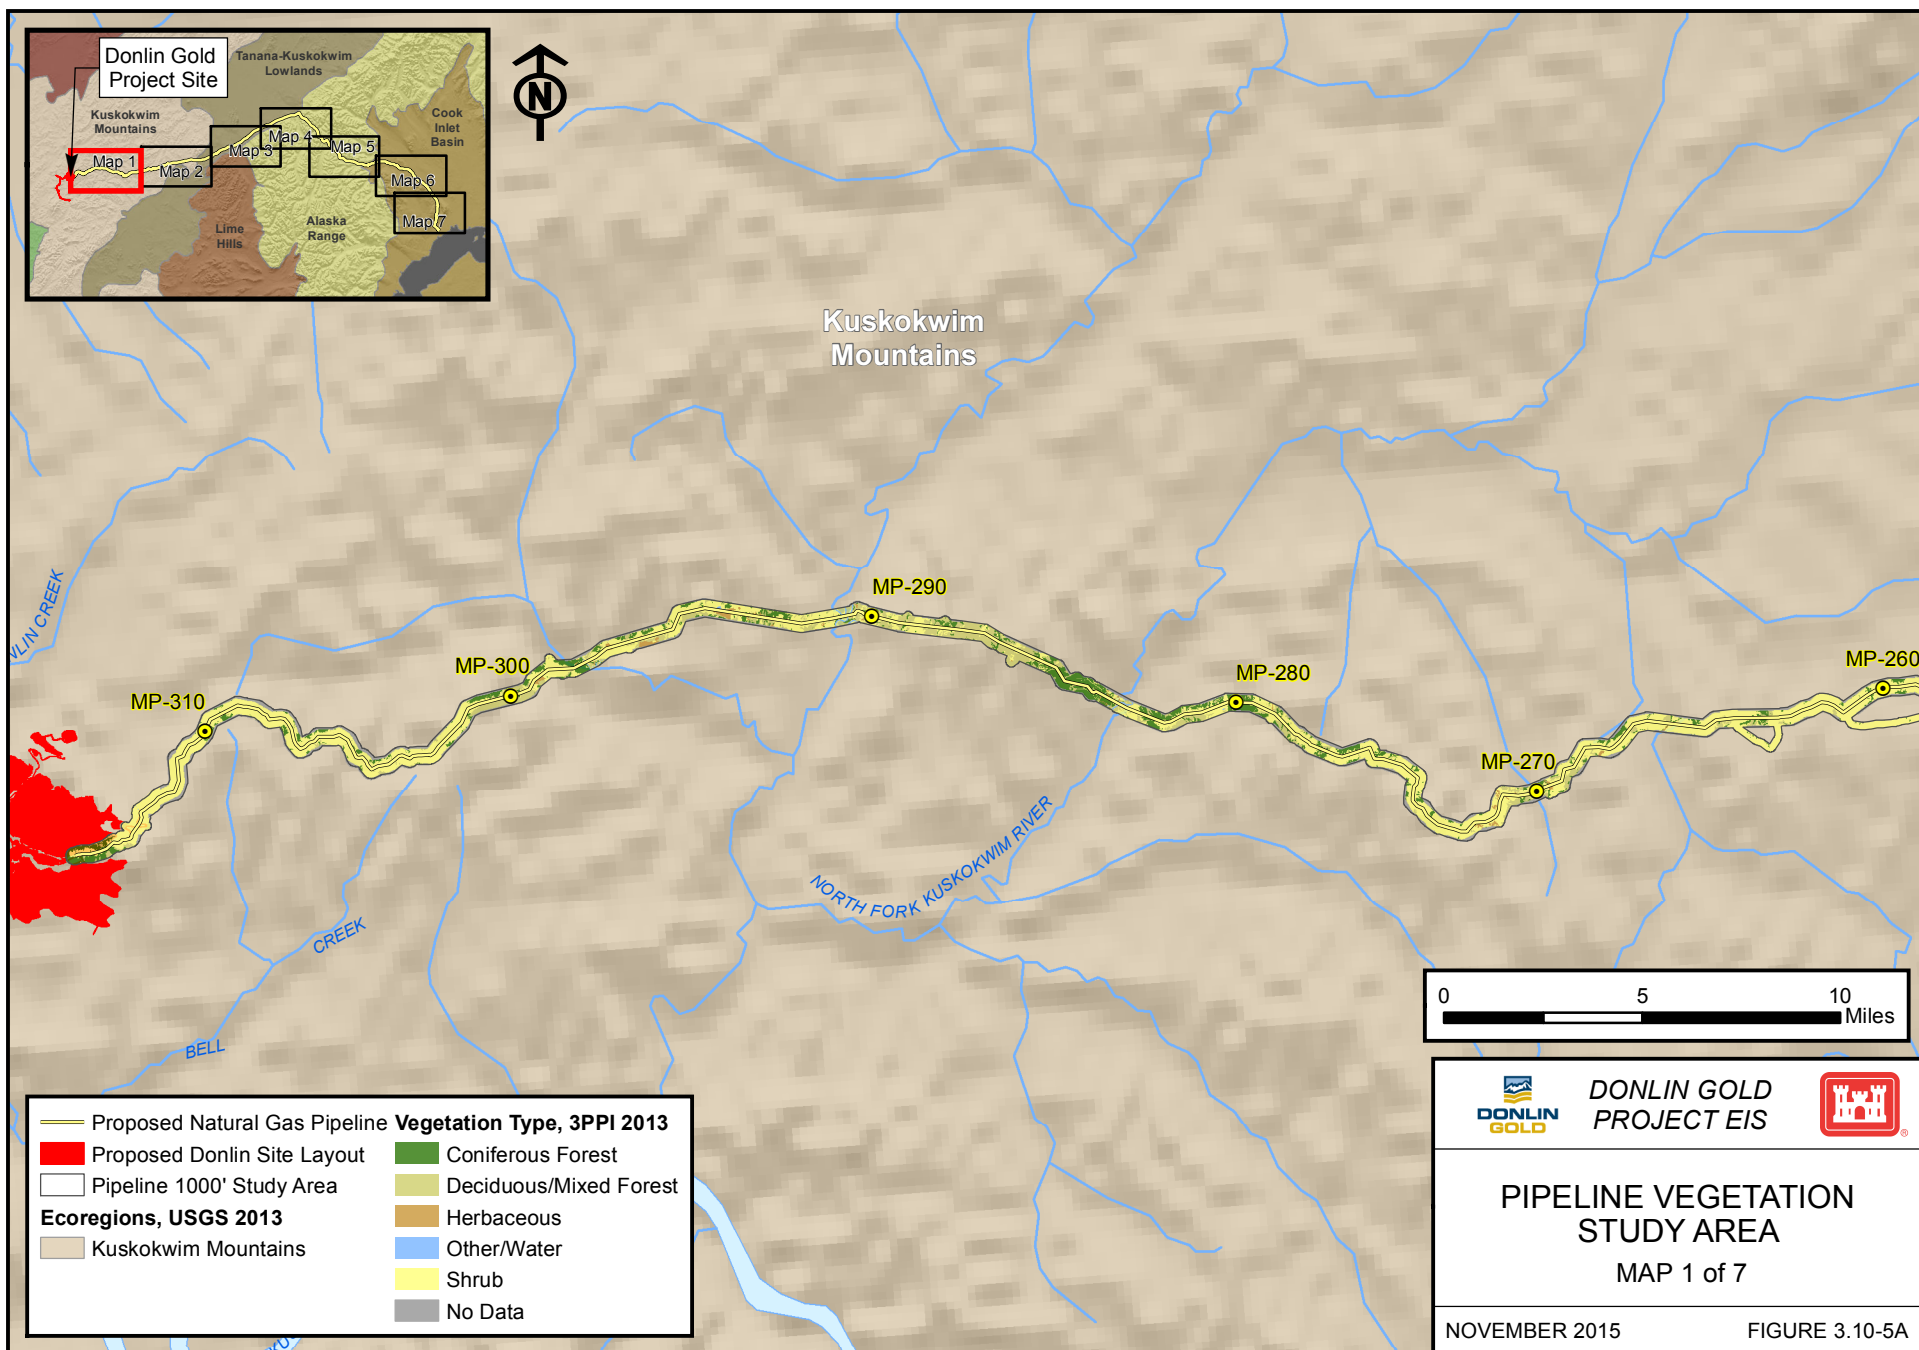 Donlin Gold
Project Site
Tanana-Kuskokwim
Lowlands
Kuskokwim
Mountains
Cook
Inlet
Basin
Map 1
Map 2
Map 3
Map 4
Map 5
Map 6
Map 7
Lime
Hills
Alaska
Range
N
Kuskokwim
Mountains
NLIN CREEK
MP-310
MP-300
MP-290
MP-280
MP-270
MP-260
NORTH FORK KUSKOKWIM RIVER
BELL
CREEK
0 5 10
Miles
Proposed Natural Gas Pipeline
Proposed Donlin Site Layout
Pipeline 1000' Study Area
Ecoregions, USGS 2013
Kuskokwim Mountains
Vegetation Type, 3PPI 2013
Coniferous Forest
Deciduous/Mixed Forest
Herbaceous
Other/Water
Shrub
No Data
DONLIN
GOLD
DONLIN GOLD
PROJECT EIS
®
PIPELINE VEGETATION
STUDY AREA
MAP 1 of 7
NOVEMBER 2015
FIGURE 3.10-5A